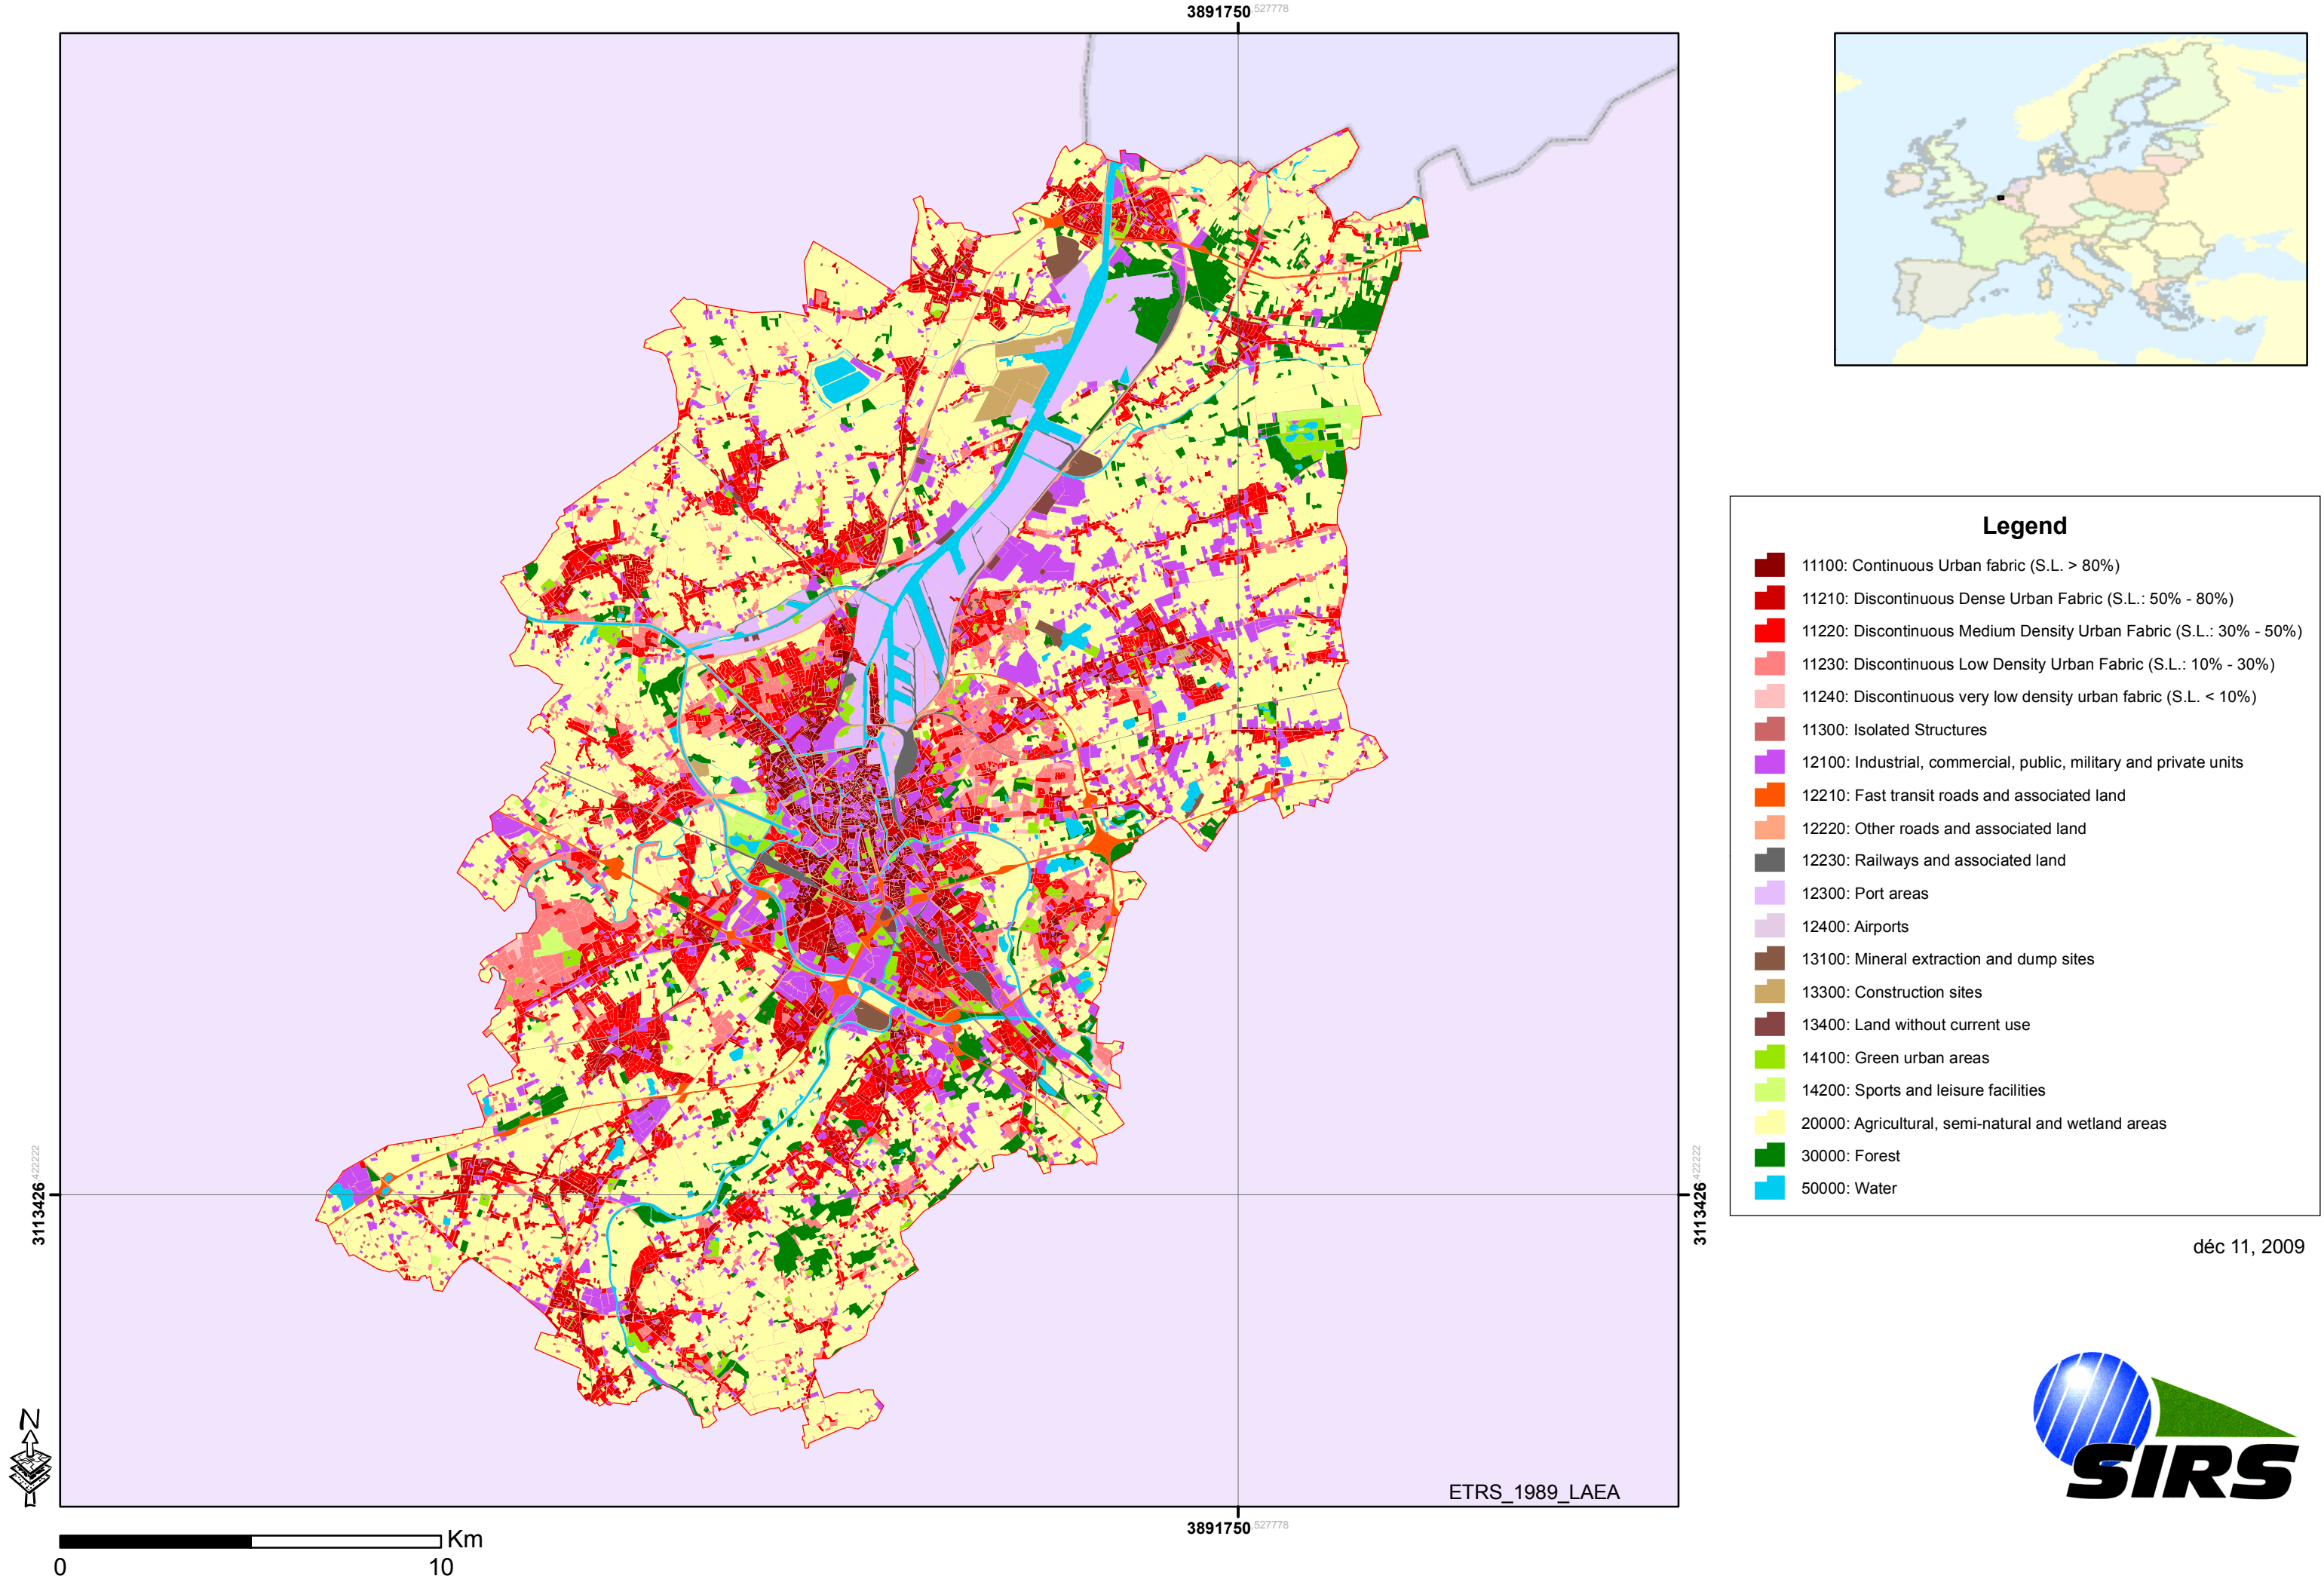 3891750.527778
Legend
11100: Continuous Urban fabric (S.L. > 80%)
11210: Discontinuous Dense Urban Fabric (S.L.: 50% - 80%)
11220: Discontinuous Medium Density Urban Fabric (S.L.: 30% - 50%)
11230: Discontinuous Low Density Urban Fabric (S.L.: 10% - 30%)
11240: Discontinuous very low density urban fabric (S.L. < 10%)
11300: Isolated Structures
12100: Industrial, commercial, public, military and private units
12210: Fast transit roads and associated land
12220: Other roads and associated land
12230: Railways and associated land
12300: Port areas
12400: Airports
13100: Mineral extraction and dump sites
13300: Construction sites
13400: Land without current use
14100: Green urban areas
14200: Sports and leisure facilities
20000: Agricultural, semi-natural and wetland areas
30000: Forest
50000: Water
3113426.422222
3113426.422222
déc 11, 2009
SIRS
N
ETRS_1989_LAEA
3891750.527778
Km
0 10